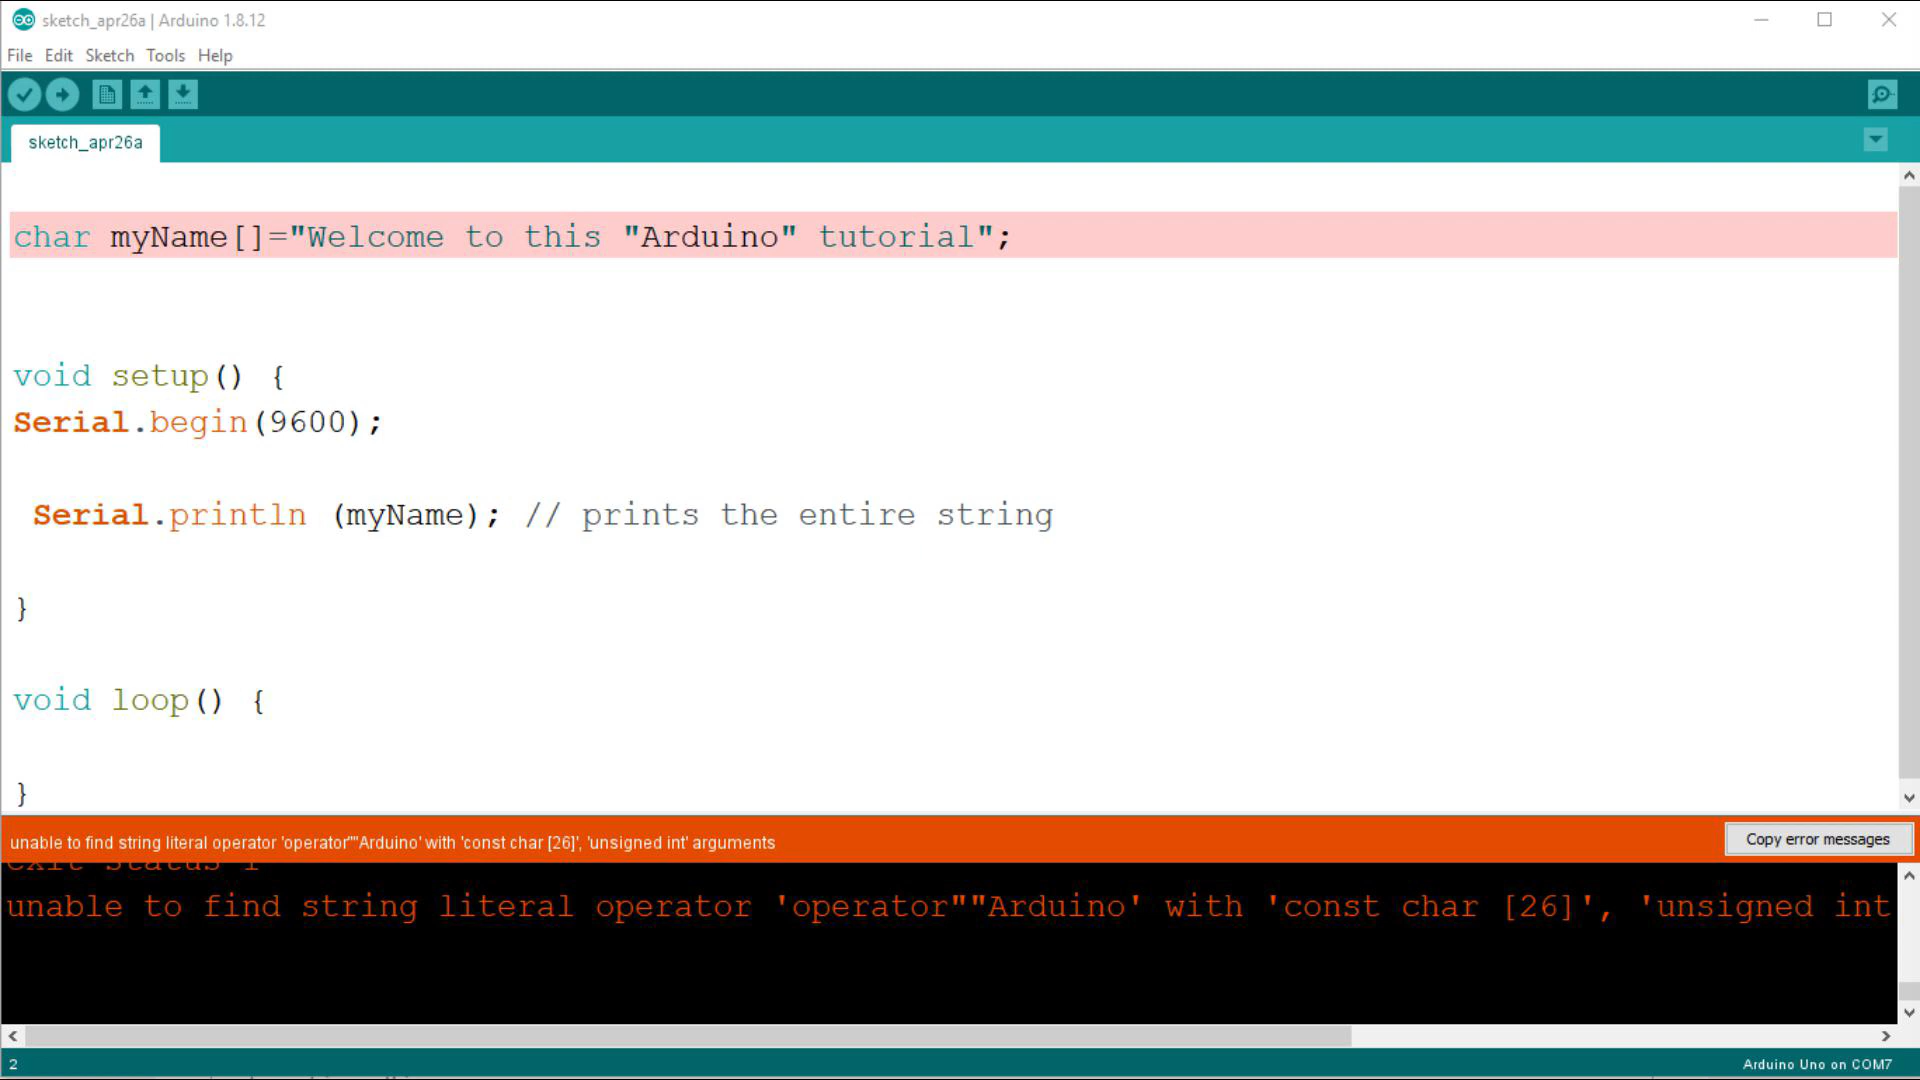 sketch_apr26a | Arduino 1.8.12
File Edit Sketch Tools Help
sketch_apr26a
char myName[]="Welcome to this "Arduino" tutorial";
void setup() {
Serial.begin(9600);
Serial.println (myName); // prints the entire string
}
void loop() {
}
unable to find string literal operator 'operator""Arduino' with 'const char [26]', 'unsigned int' arguments
Copy error messages
exit status 1
unable to find string literal operator 'operator""Arduino' with 'const char [26]', 'unsigned int
2
Arduino Uno on COM7